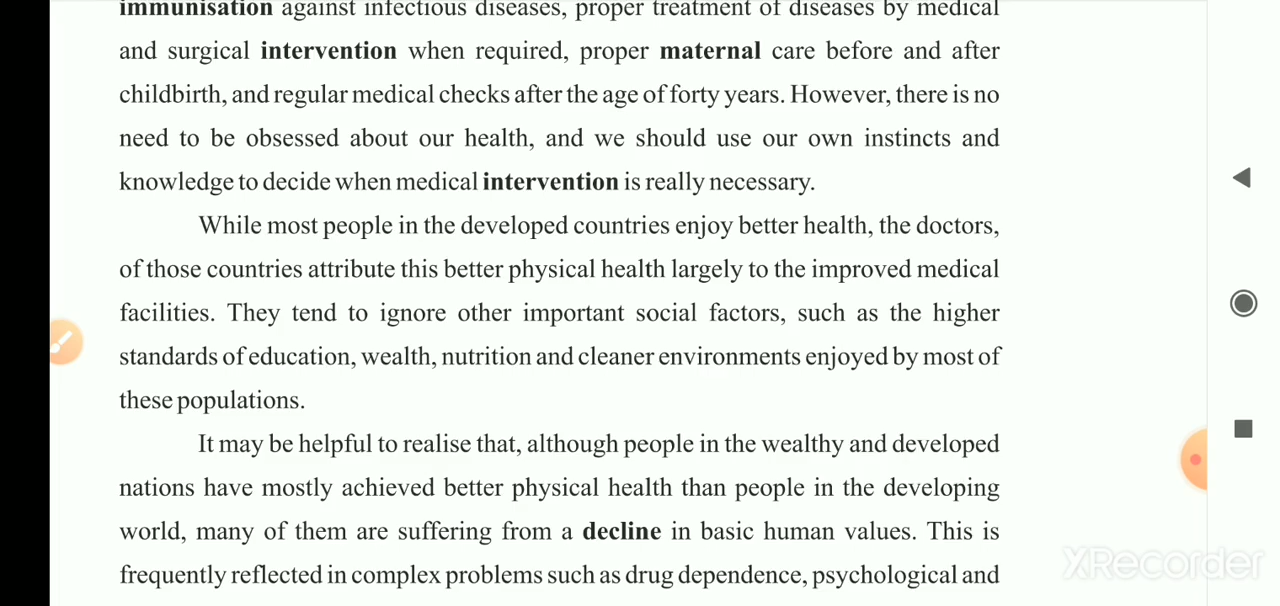 immunisation against infectious diseases, proper treatment of diseases by medical
and surgical intervention when required, proper maternal care before and after
childbirth, and regular medical checks after the age of forty years. However, there is no
need to be obsessed about our health, and we should use our own instincts and
knowledge to decide when medical intervention is really necessary.
While most people in the developed countries enjoy better health, the doctors,
of those countries attribute this better physical health largely to the improved medical
facilities. They tend to ignore other important social factors, such as the higher
standards of education, wealth, nutrition and cleaner environments enjoyed by most of
these populations.
It may be helpful to realise that, although people in the wealthy and developed
nations have mostly achieved better physical health than people in the developing
world, many of them are suffering from a decline in basic human values. This is
frequently reflected in complex problems such as drug dependence, psychological and
XRecorder